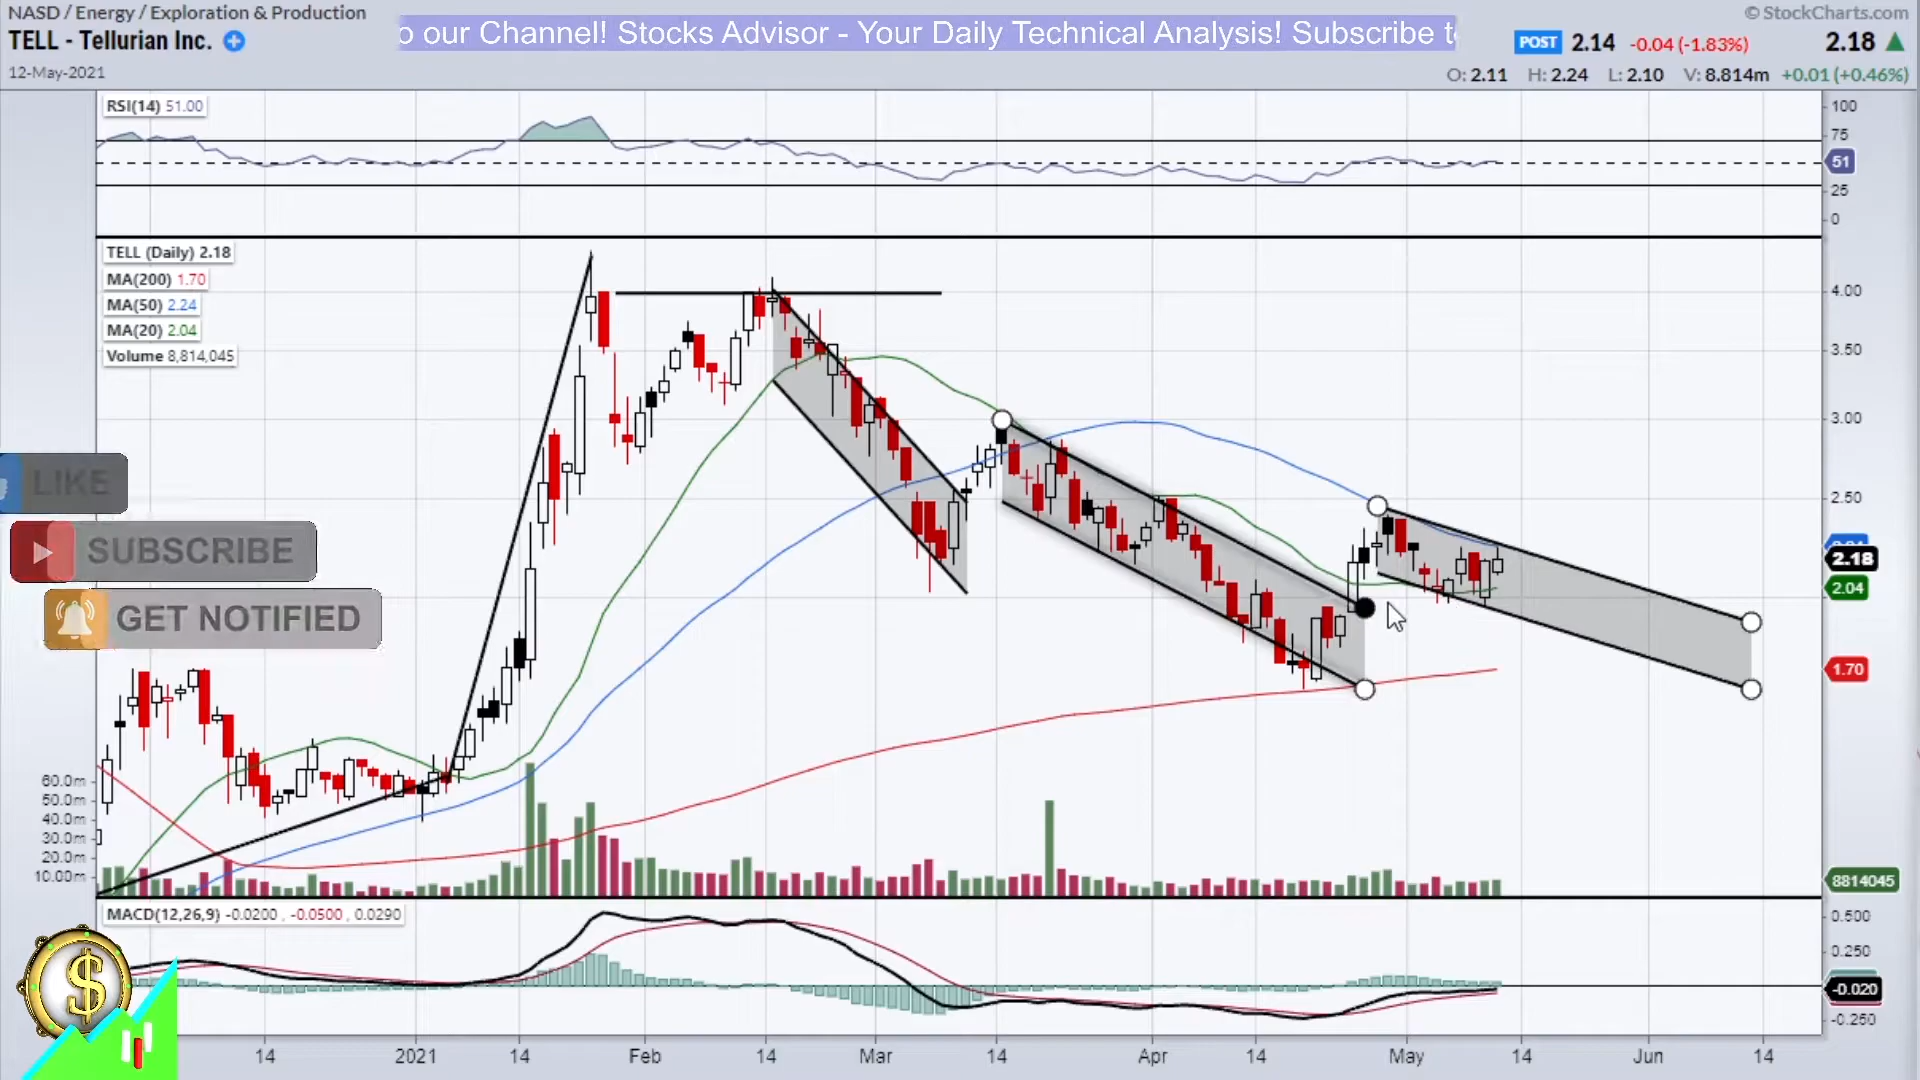 NASD / Energy / Exploration & Production
© StockCharts.com
TELL - Tellurian Inc.
o our Channel! Stocks Advisor - Your Daily Technical Analysis! Subscribe t
POST 2.14 -0.04 (-1.83%) 2.18
12-May-2021
O: 2.11 H: 2.24 L: 2.10 V: 8.814m +0.01 (+0.46%)
RSI(14) 51.00
100
75
51
25
0
TELL (Daily) 2.18
MA(200) 1.70
MA(50) 2.24
MA(20) 2.04
Volume 8,814,045
4.00
3.50
3.00
2.50
2.18
2.04
1.70
LIKE
SUBSCRIBE
GET NOTIFIED
60.0m
50.0m
40.0m
30.0m
20.0m
10.00m
8814045
MACD(12,26,9) -0.0200 , -0.0500 , 0.0290
0.500
0.250
-0.020
-0.250
$
14 2021 14 Feb 14 Mar 14 Apr 14 May 14 Jun 14